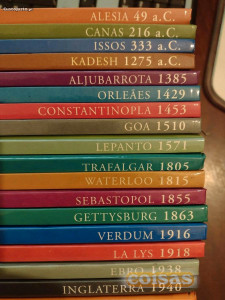 ALESIA 49 a.C.
CANAS 216 a.C.
ISSOS 333 a.C.
KADESH 1275 a.C.
ALJUBARROTA 1385
ORLEÃES 1429
CONSTANTINOPLA 1453
GOA 1510
LEPANTO 1571
TRAFALGAR 1805
WATERLOO 1815
SEBASTOPOL 1855
GETTYSBURG 1863
VERDUM 1916
LA LYS 1918
EBRO 1938
INGLATERRA 1940
coisas